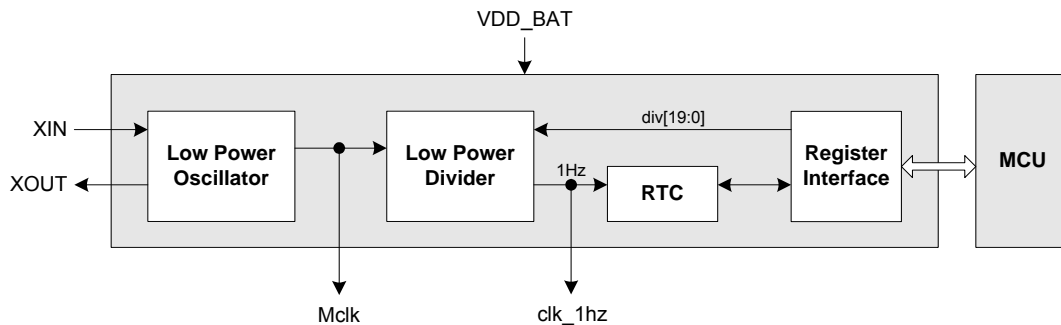 VDD_BAT
XIN
XOUT
Low Power
Oscillator
Low Power
Divider
div[19:0]
1Hz
RTC
Register
Interface
MCU
Mclk
clk_1hz